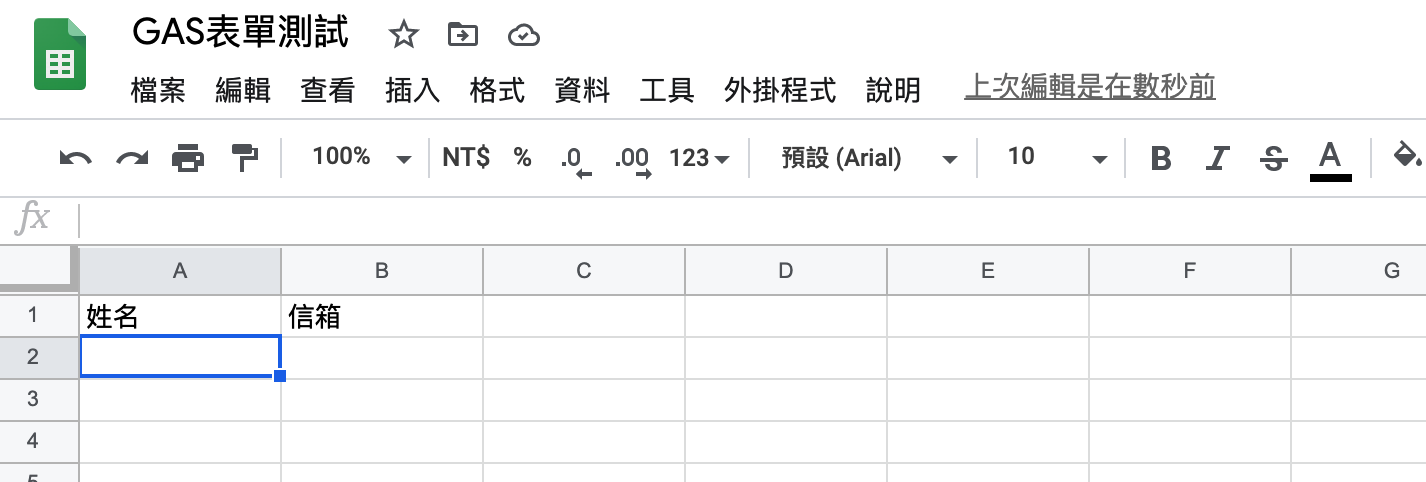 GAS表單測試
檔案 編輯 查看 插入 格式 資料 工具 外掛程式 說明 上次編輯是在數秒前
100% NT$ % .0 .00 123 預設 (Arial) 10 B I S A
fx
A B C D E F G
1 姓名 信箱
2
3
4
5